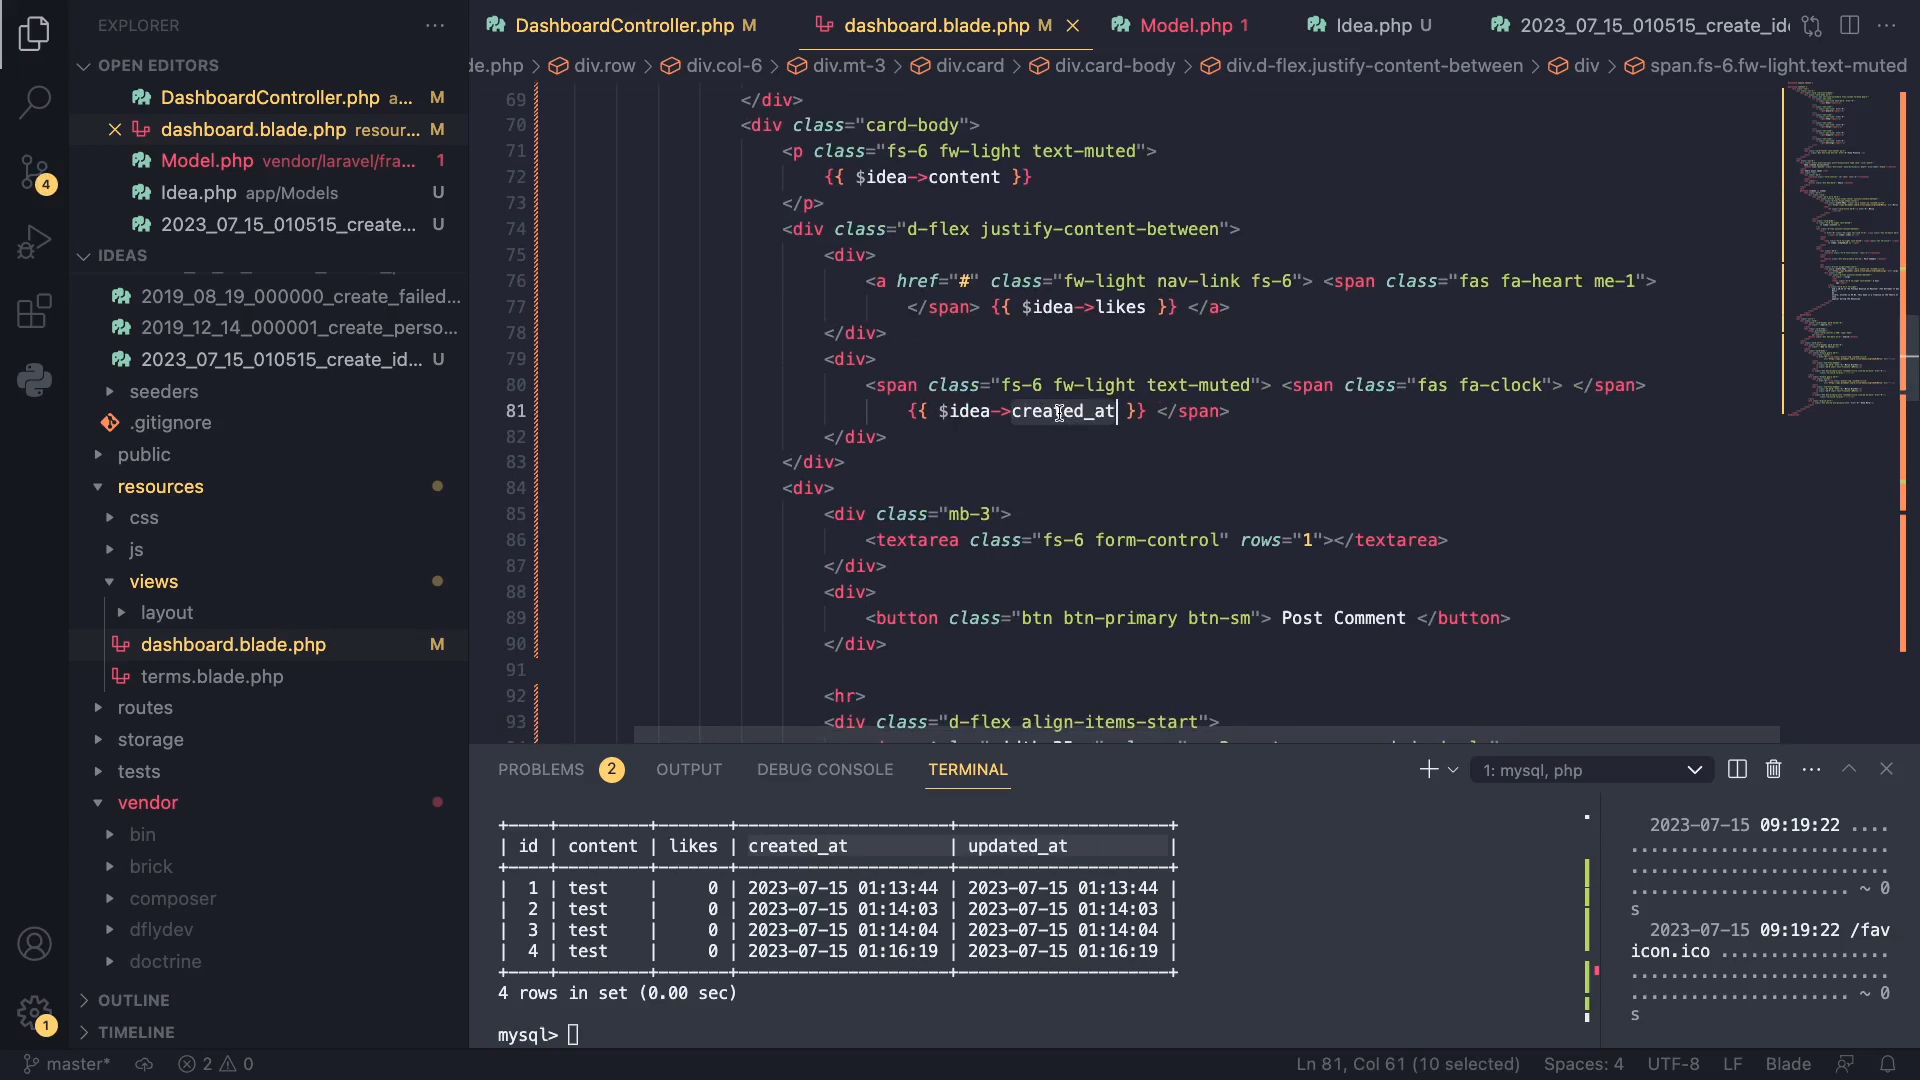 EXPLORER
OPEN EDITORS
DashboardController.php a... M
dashboard.blade.php resour... M
Model.php vendor/laravel/fra... 1
Idea.php app/Models U
2023_07_15_010515_create... U
IDEAS
2019_08_19_000000_create_failed...
2019_12_14_000001_create_perso...
2023_07_15_010515_create_id... U
seeders
.gitignore
public
resources
css
js
views
layout
dashboard.blade.php M
terms.blade.php
routes
storage
tests
vendor
bin
brick
composer
dflydev
doctrine
OUTLINE
TIMELINE
4
1
DashboardController.php M
dashboard.blade.php M
Model.php 1
Idea.php U
2023_07_15_010515_create_id
de.php > div.row > div.col-6 > div.mt-3 > div.card > div.card-body > div.d-flex.justify-content-between > div > span.fs-6.fw-light.text-muted
69 </div>
70 <div class="card-body">
71 <p class="fs-6 fw-light text-muted">
72 {{ $idea->content }}
73 </p>
74 <div class="d-flex justify-content-between">
75 <div>
76 <a href="#" class="fw-light nav-link fs-6"> <span class="fas fa-heart me-1">
77 </span> {{ $idea->likes }} </a>
78 </div>
79 <div>
80 <span class="fs-6 fw-light text-muted"> <span class="fas fa-clock"> </span>
81 {{ $idea->created_at }} </span>
82 </div>
83 </div>
84 <div>
85 <div class="mb-3">
86 <textarea class="fs-6 form-control" rows="1"></textarea>
87 </div>
88 <div>
89 <button class="btn btn-primary btn-sm"> Post Comment </button>
90 </div>
91
92 <hr>
93 <div class="d-flex align-items-start">
PROBLEMS 2 OUTPUT DEBUG CONSOLE TERMINAL
1: mysql, php
+----+---------+-------+---------------------+---------------------+
| id | content | likes | created_at | updated_at |
+----+---------+-------+---------------------+---------------------+
| 1 | test | 0 | 2023-07-15 01:13:44 | 2023-07-15 01:13:44 |
| 2 | test | 0 | 2023-07-15 01:14:03 | 2023-07-15 01:14:03 |
| 3 | test | 0 | 2023-07-15 01:14:04 | 2023-07-15 01:14:04 |
| 4 | test | 0 | 2023-07-15 01:16:19 | 2023-07-15 01:16:19 |
+----+---------+-------+---------------------+---------------------+
4 rows in set (0.00 sec)
mysql>
2023-07-15 09:19:22 ....
.........................
.........................
..................... ~ 0
s
2023-07-15 09:19:22 /fav
icon.ico .................
.........................
..................... ~ 0
s
master* 2 0
Ln 81, Col 61 (10 selected) Spaces: 4 UTF-8 LF Blade